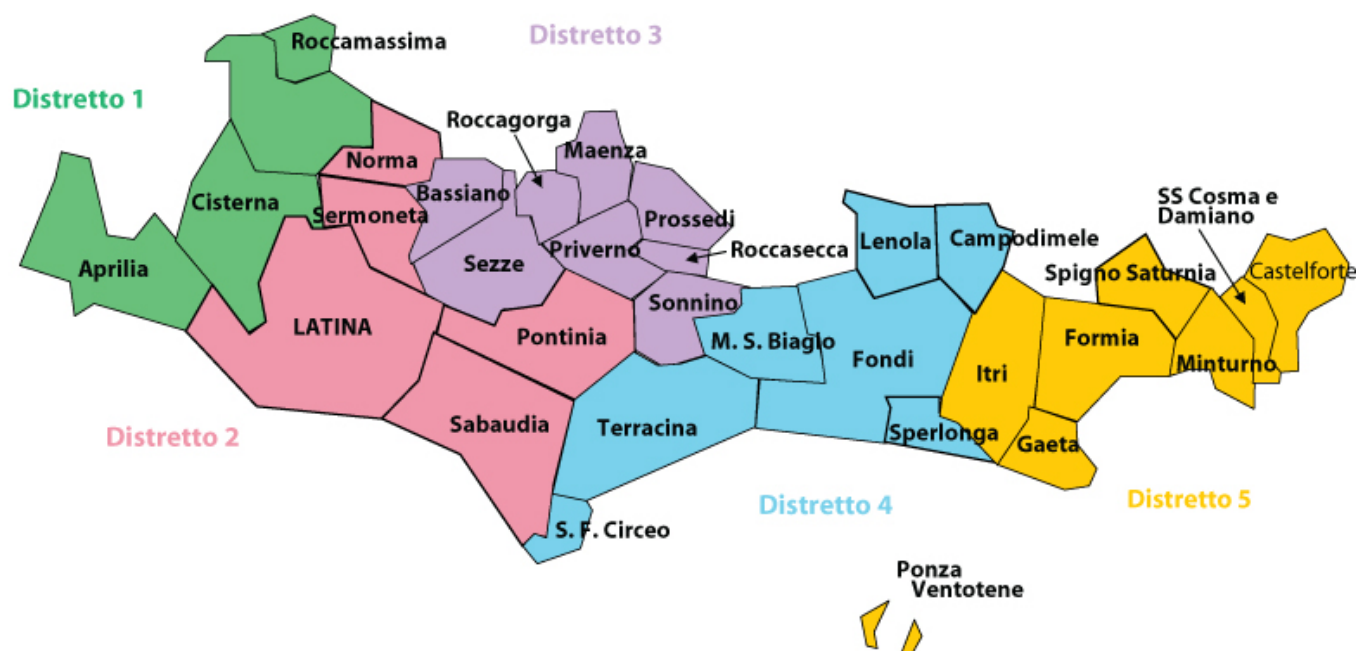 Distretto 3
Roccamassima
Distretto 1
Roccagorga
Maenza
Norma
Bassiano
Cisterna
Sermoneta
Prossedi
SS Cosma e
Damiano
Lenola
Campodimele
Priverno
Roccasecca
Sezze
Aprilia
Spigno Saturnia
Castelforte
Sonnino
LATINA
Pontinia
M. S. Biagio
Fondi
Formia
Minturno
Itri
Sabaudia
Terracina
Sperlonga
Gaeta
Distretto 2
Distretto 4
Distretto 5
S. F. Circeo
Ponza
Ventotene